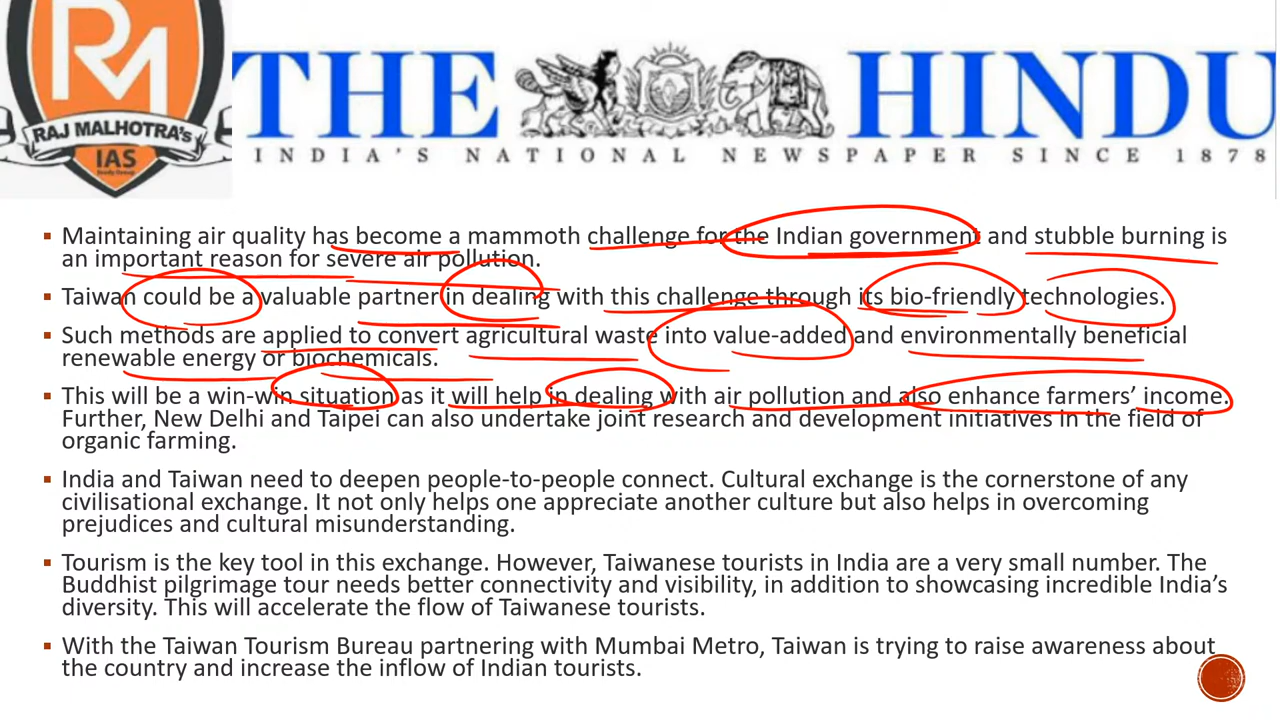 RM
RAJ MALHOTRA's
IAS
Study Group
THE HINDU
INDIA'S NATIONAL NEWSPAPER SINCE 1878
Maintaining air quality has become a mammoth challenge for the Indian government and stubble burning is
an important reason for severe air pollution.
Taiwan could be a valuable partner in dealing with this challenge through its bio-friendly technologies.
Such methods are applied to convert agricultural waste into value-added and environmentally beneficial
renewable energy or biochemicals.
This will be a win-win situation as it will help in dealing with air pollution and also enhance farmers' income.
Further, New Delhi and Taipei can also undertake joint research and development initiatives in the field of
organic farming.
India and Taiwan need to deepen people-to-people connect. Cultural exchange is the cornerstone of any
civilisational exchange. It not only helps one appreciate another culture but also helps in overcoming
prejudices and cultural misunderstanding.
Tourism is the key tool in this exchange. However, Taiwanese tourists in India are a very small number. The
Buddhist pilgrimage tour needs better connectivity and visibility, in addition to showcasing incredible India's
diversity. This will accelerate the flow of Taiwanese tourists.
With the Taiwan Tourism Bureau partnering with Mumbai Metro, Taiwan is trying to raise awareness about
the country and increase the inflow of Indian tourists.